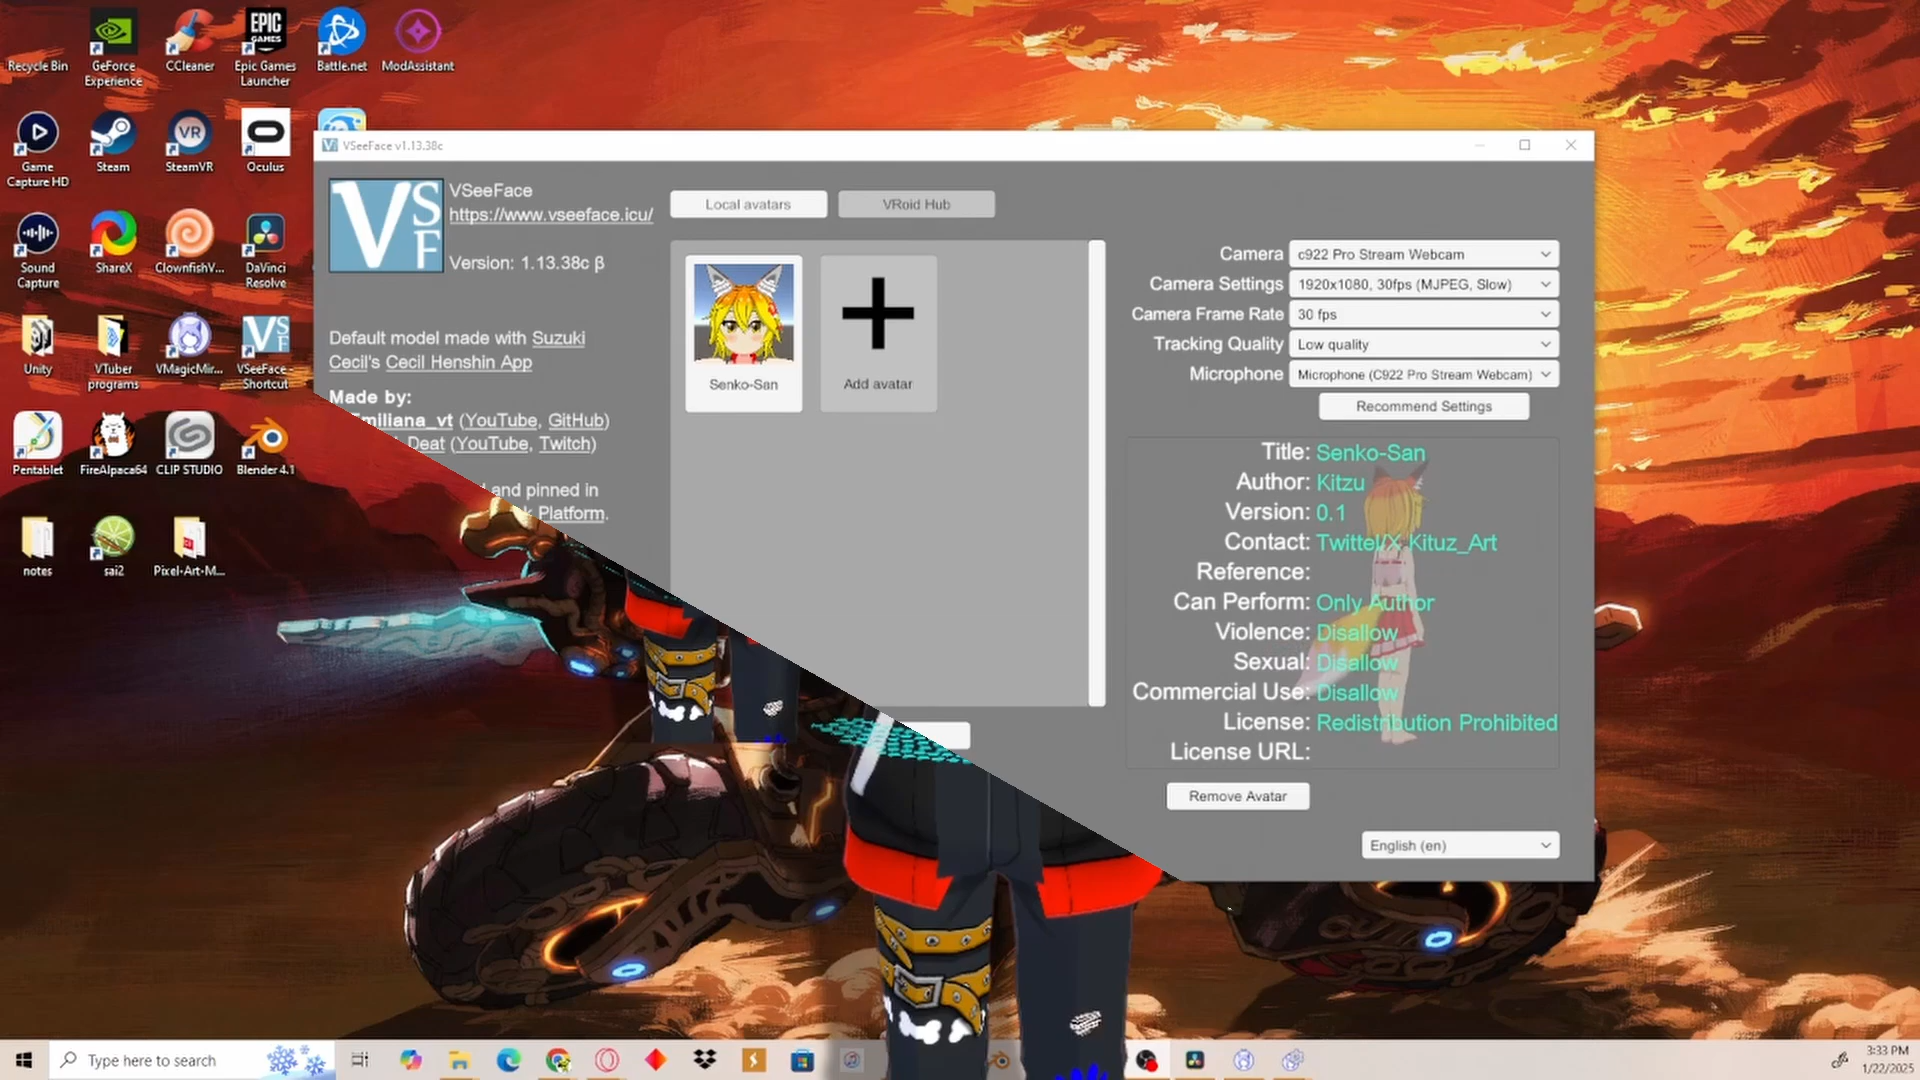 Recycle Bin
GeForce
Experience
CCleaner
EPIC
GAMES
Epic Games
Launcher
Battle.net
ModAssistant
Game
Capture HD
Steam
VR
SteamVR
Oculus
Sound
Capture
ShareX
ClownfishV...
DaVinci
Resolve
Unity
VTuber
programs
VMagicMir...
VSeeFace -
Shortcut
Pentablet
FireAlpaca64
CLIP STUDIO
Blender 4.1
notes
sai2
Pixel-Art-M...
VSeeFace v1.13.38c
VSF
VSeeFace
https://www.vseeface.icu/
Version: 1.13.38c β
Default model made with Suzuki
Cecil's Cecil Henshin App
Made by:
Emiliana_vt (YouTube, GitHub)
Deat (YouTube, Twitch)
and pinned in
Platform.
Local avatars
VRoid Hub
Senko-San
Add avatar
Camera c922 Pro Stream Webcam
Camera Settings 1920x1080, 30fps (MJPEG, Slow)
Camera Frame Rate 30 fps
Tracking Quality Low quality
Microphone Microphone (C922 Pro Stream Webcam)
Recommend Settings
Title: Senko-San
Author: Kitzu
Version: 0.1
Contact: Twittel/X Kituz_Art
Reference:
Can Perform: Only Author
Violence: Disallow
Sexual: Disallow
Commercial Use: Disallow
License: Redistribution Prohibited
License URL:
Remove Avatar
English (en)
Type here to search
3:33 PM
1/22/2025